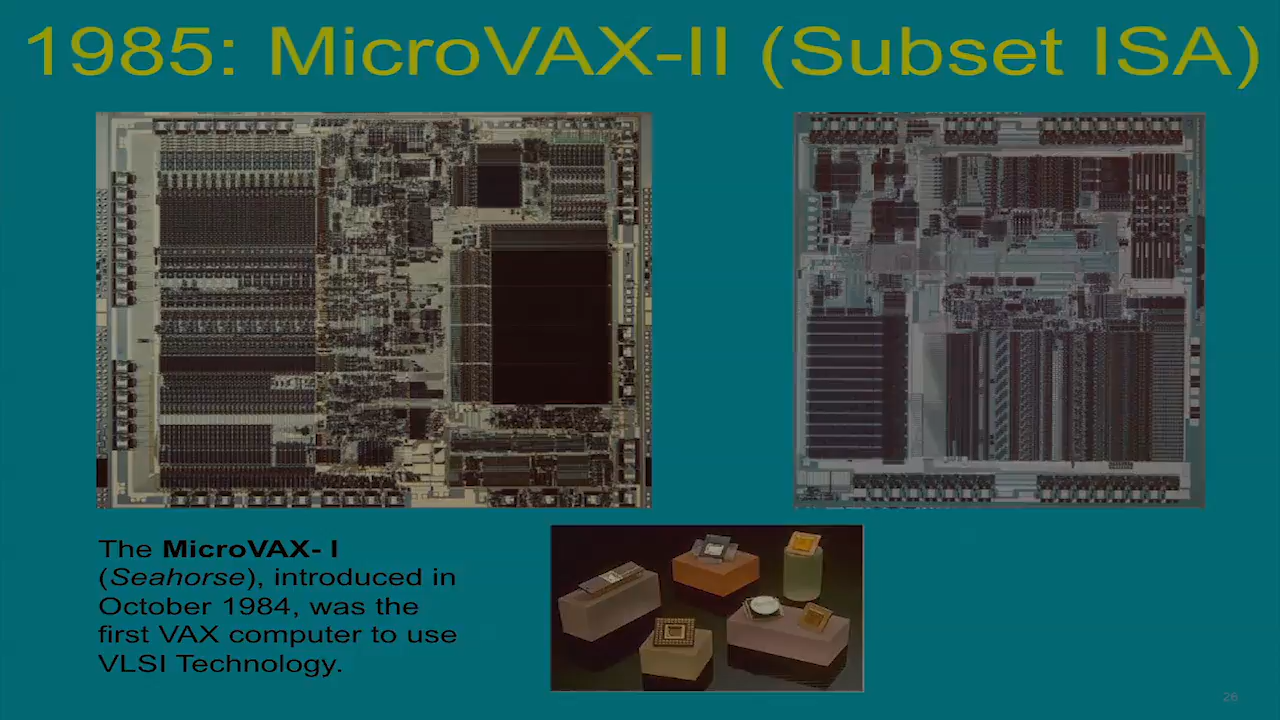 1985: MicroVAX-II (Subset ISA)
The MicroVAX- I
(Seahorse), introduced in
October 1984, was the
first VAX computer to use
VLSI Technology.
26